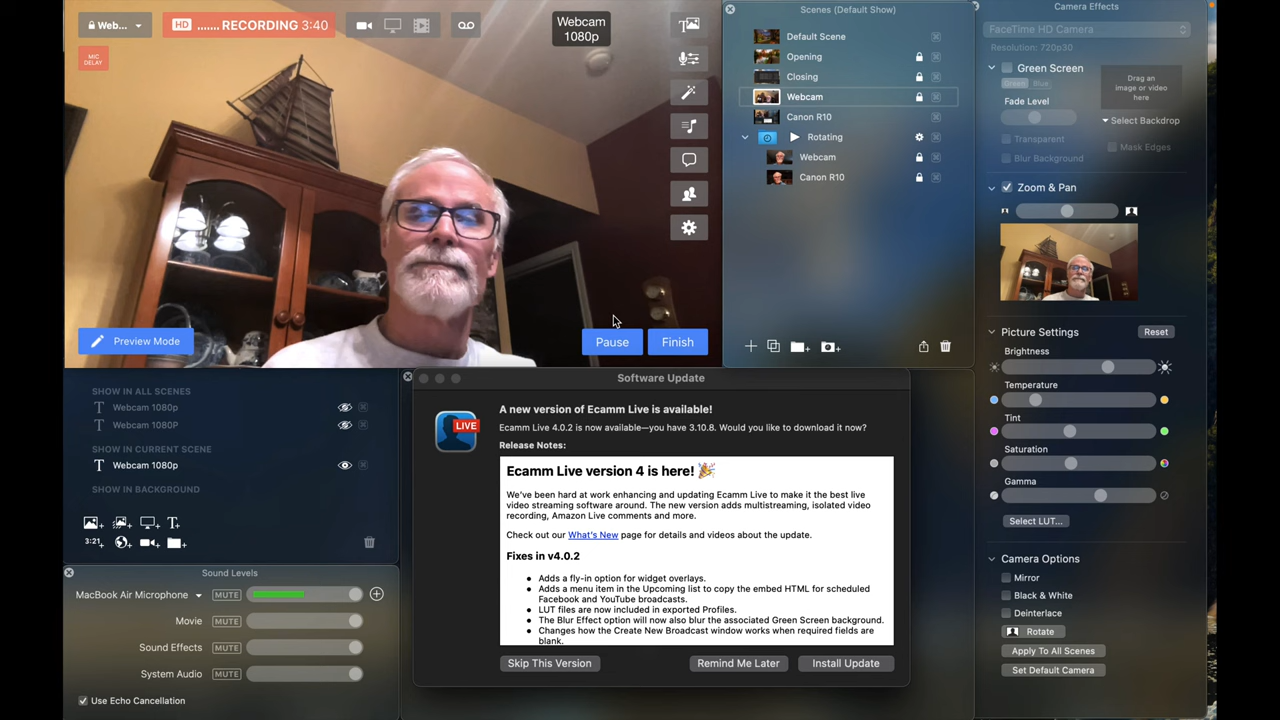 Web...
HD ....... RECORDING 3:40
Webcam
1080p
MIC
DELAY
Preview Mode
Pause
Finish
Scenes (Default Show)
Default Scene
Opening
Closing
Webcam
Canon R10
Rotating
Webcam
Canon R10
Camera Effects
FaceTime HD Camera
Resolution: 720p30
Green Screen
Green Blue
Drag an
image or video
here
Fade Level
Select Backdrop
Transparent
Mask Edges
Blur Background
Zoom & Pan
Picture Settings
Reset
Brightness
Temperature
Tint
Saturation
Gamma
Select LUT...
Camera Options
Mirror
Black & White
Deinterlace
Rotate
Apply To All Scenes
Set Default Camera
SHOW IN ALL SCENES
T Webcam 1080p
T Webcam 1080P
SHOW IN CURRENT SCENE
T Webcam 1080p
SHOW IN BACKGROUND
T+
3:21+
Sound Levels
MacBook Air Microphone
MUTE
Movie
MUTE
Sound Effects
MUTE
System Audio
MUTE
Use Echo Cancellation
Software Update
LIVE
A new version of Ecamm Live is available!
Ecamm Live 4.0.2 is now available—you have 3.10.8. Would you like to download it now?
Release Notes:
Ecamm Live version 4 is here! 🎉
We've been hard at work enhancing and updating Ecamm Live to make it the best live
video streaming software around. The new version adds multistreaming, isolated video
recording, Amazon Live comments and more.
Check out our What's New page for details and videos about the update.
Fixes in v4.0.2
• Adds a fly-in option for widget overlays.
• Adds a menu item in the Upcoming list to copy the embed HTML for scheduled
Facebook and YouTube broadcasts.
• LUT files are now included in exported Profiles.
• The Blur Effect option will now also blur the associated Green Screen background.
• Changes how the Create New Broadcast window works when required fields are
blank.
Skip This Version
Remind Me Later
Install Update